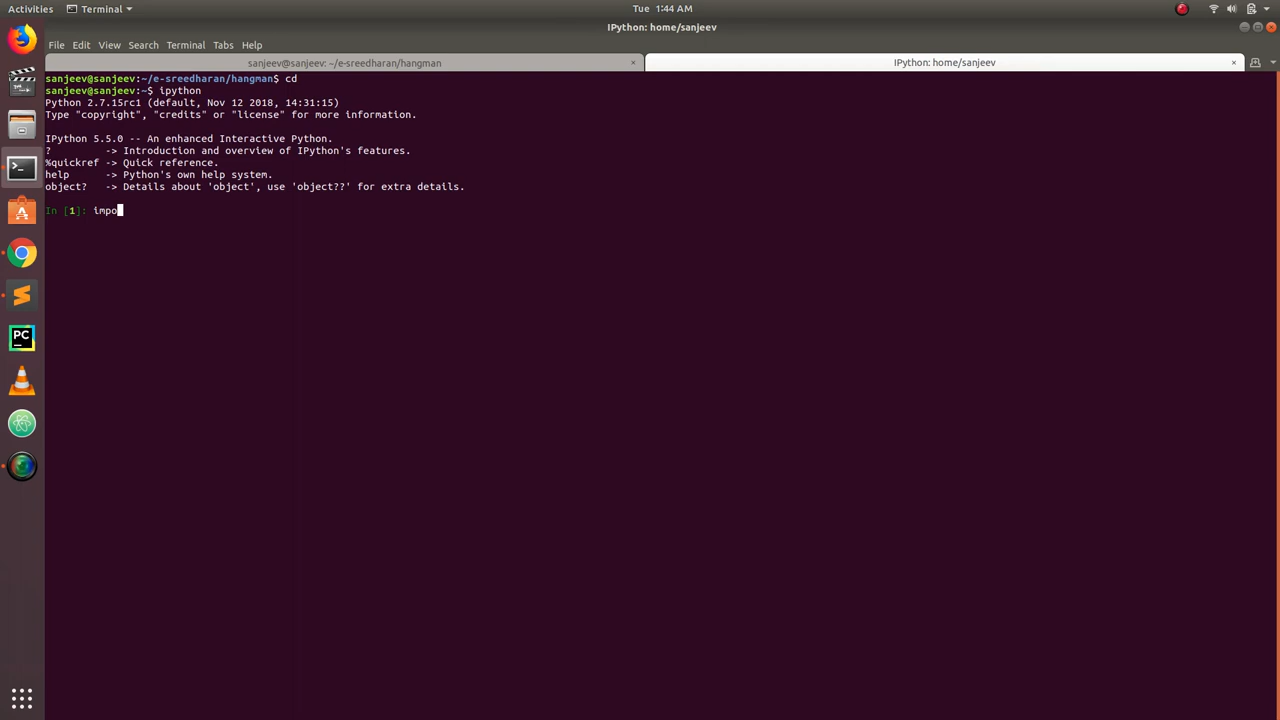 Activities Terminal Tue 1:44 AM
IPython: home/sanjeev
File Edit View Search Terminal Tabs Help
sanjeev@sanjeev: ~/e-sreedharan/hangman × IPython: home/sanjeev ×
sanjeev@sanjeev:~/e-sreedharan/hangman$ cd
sanjeev@sanjeev:~$ ipython
Python 2.7.15rc1 (default, Nov 12 2018, 14:31:15)
Type "copyright", "credits" or "license" for more information.
IPython 5.5.0 -- An enhanced Interactive Python.
? -> Introduction and overview of IPython's features.
%quickref -> Quick reference.
help -> Python's own help system.
object? -> Details about 'object', use 'object??' for extra details.
In [1]: impo
PC